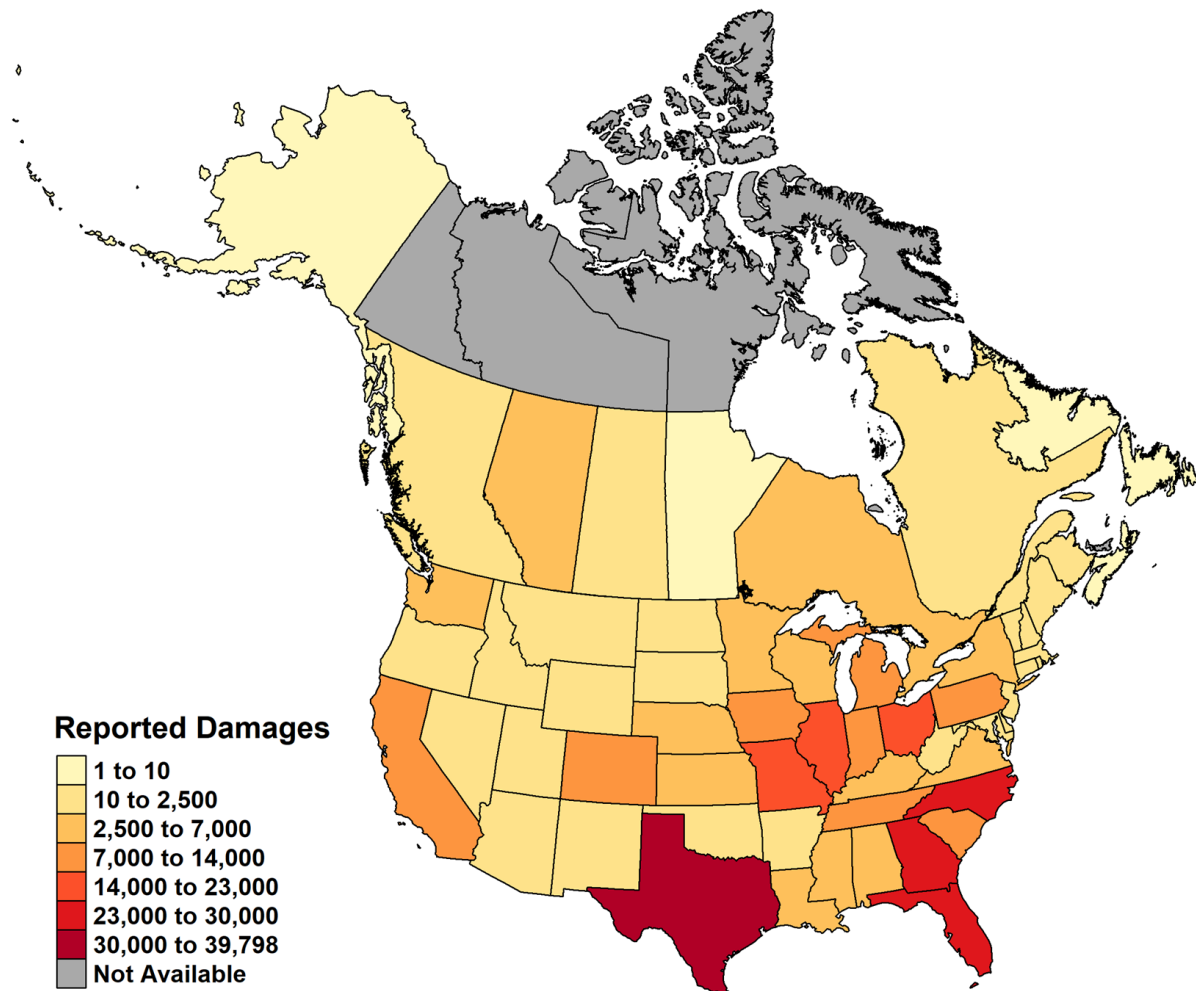 Reported Damages
1 to 10
10 to 2,500
2,500 to 7,000
7,000 to 14,000
14,000 to 23,000
23,000 to 30,000
30,000 to 39,798
Not Available